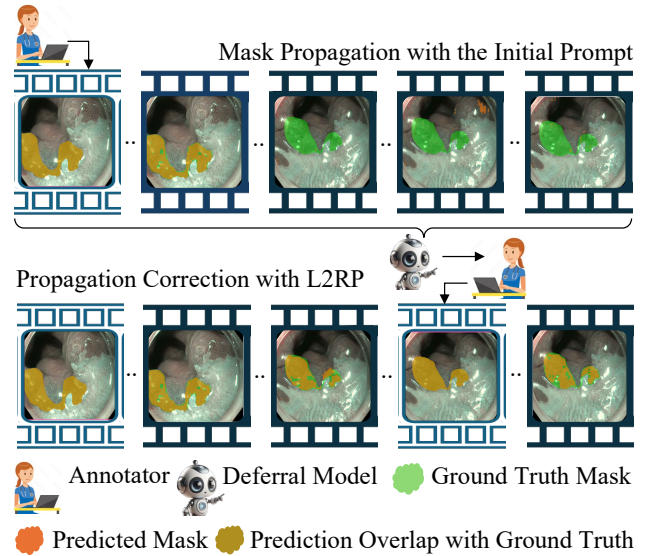 Mask Propagation with the Initial Prompt
.. .. .. ..
Propagation Correction with L2RP
.. .. .. ..
Annotator Deferral Model Ground Truth Mask
Predicted Mask Prediction Overlap with Ground Truth